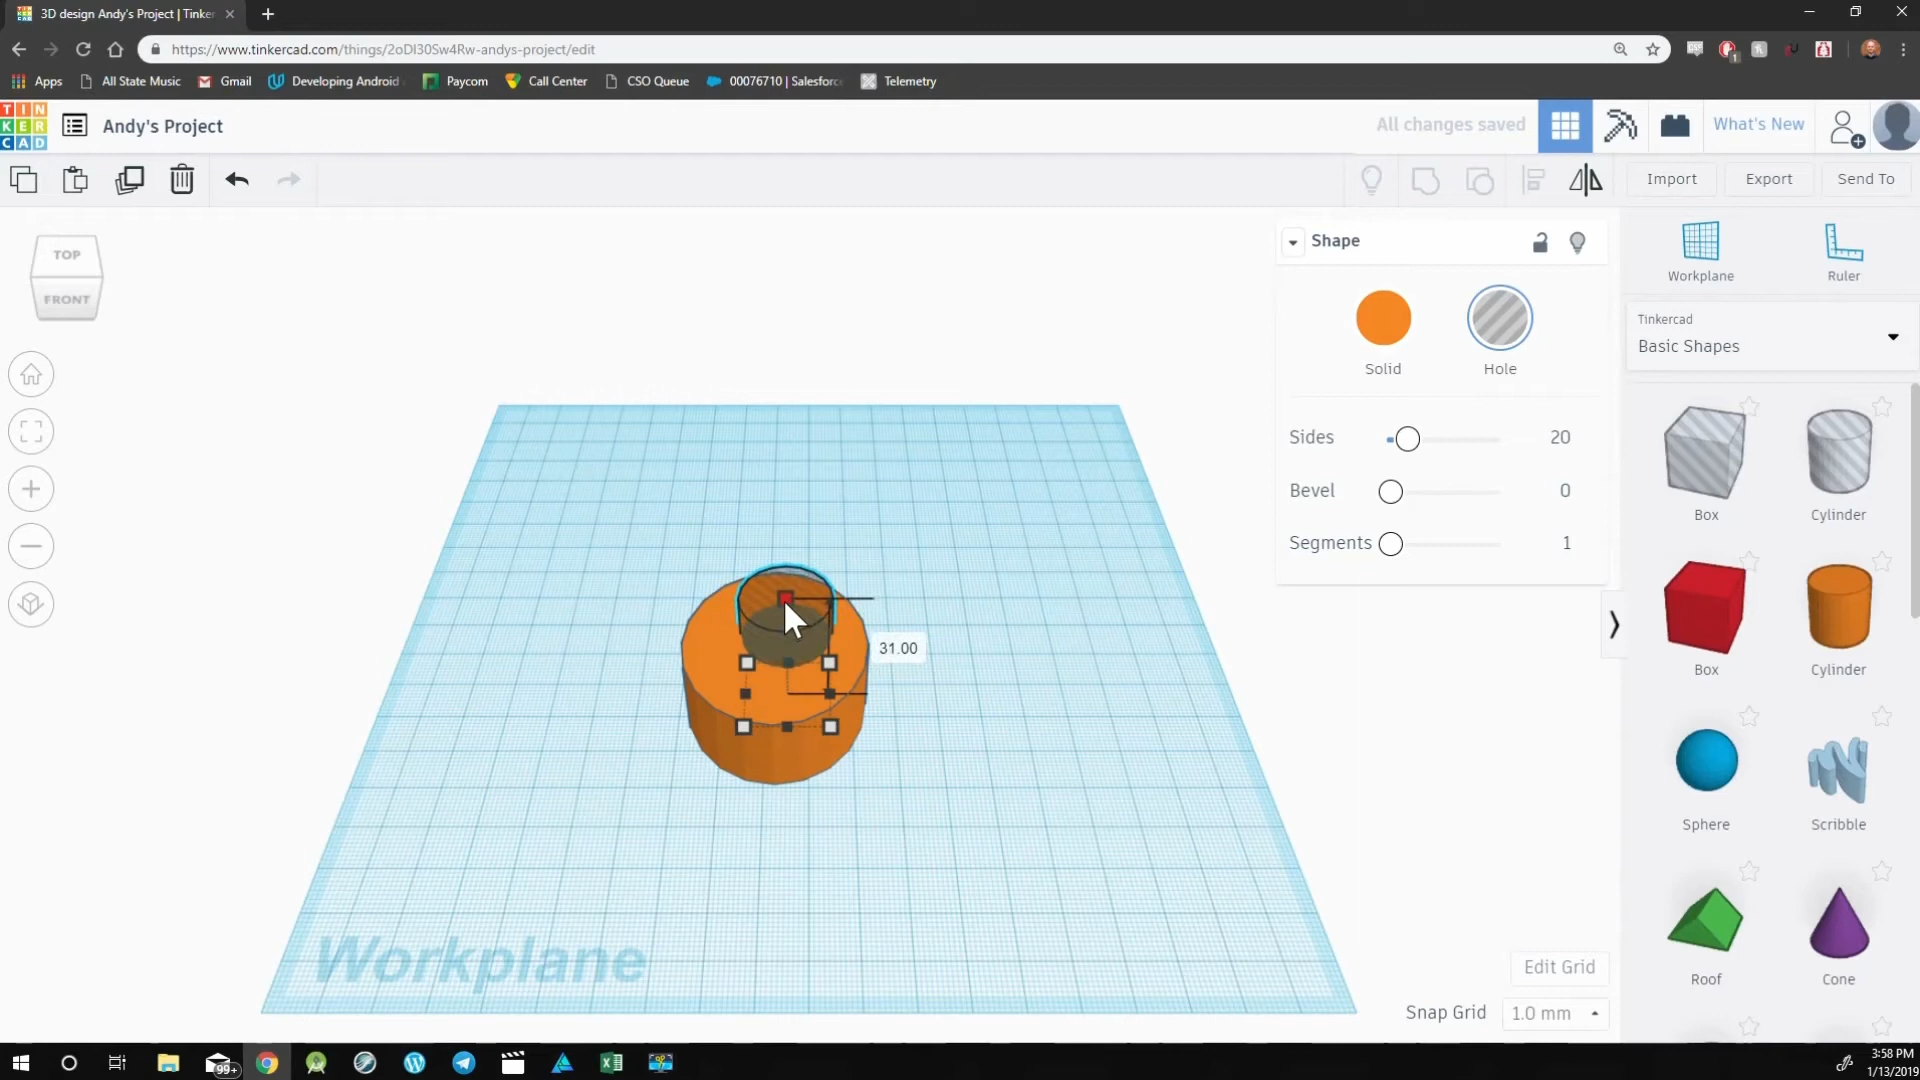 3D design Andy's Project | Tinker
https://www.tinkercad.com/things/2oDI30Sw4Rw-andys-project/edit
Apps All State Music Gmail Developing Android Paycom Call Center CSO Queue 00076710 | Salesforc Telemetry
TIN
KER
CAD
Andy's Project
All changes saved
What's New
Import
Export
Send To
TOP
FRONT
Shape
Solid
Hole
Sides 20
Bevel 0
Segments 1
31.00
Workplane
Workplane
Ruler
Tinkercad
Basic Shapes
Box
Cylinder
Box
Cylinder
Sphere
Scribble
Roof
Cone
Edit Grid
Snap Grid 1.0 mm
99+
3:58 PM
1/13/2019